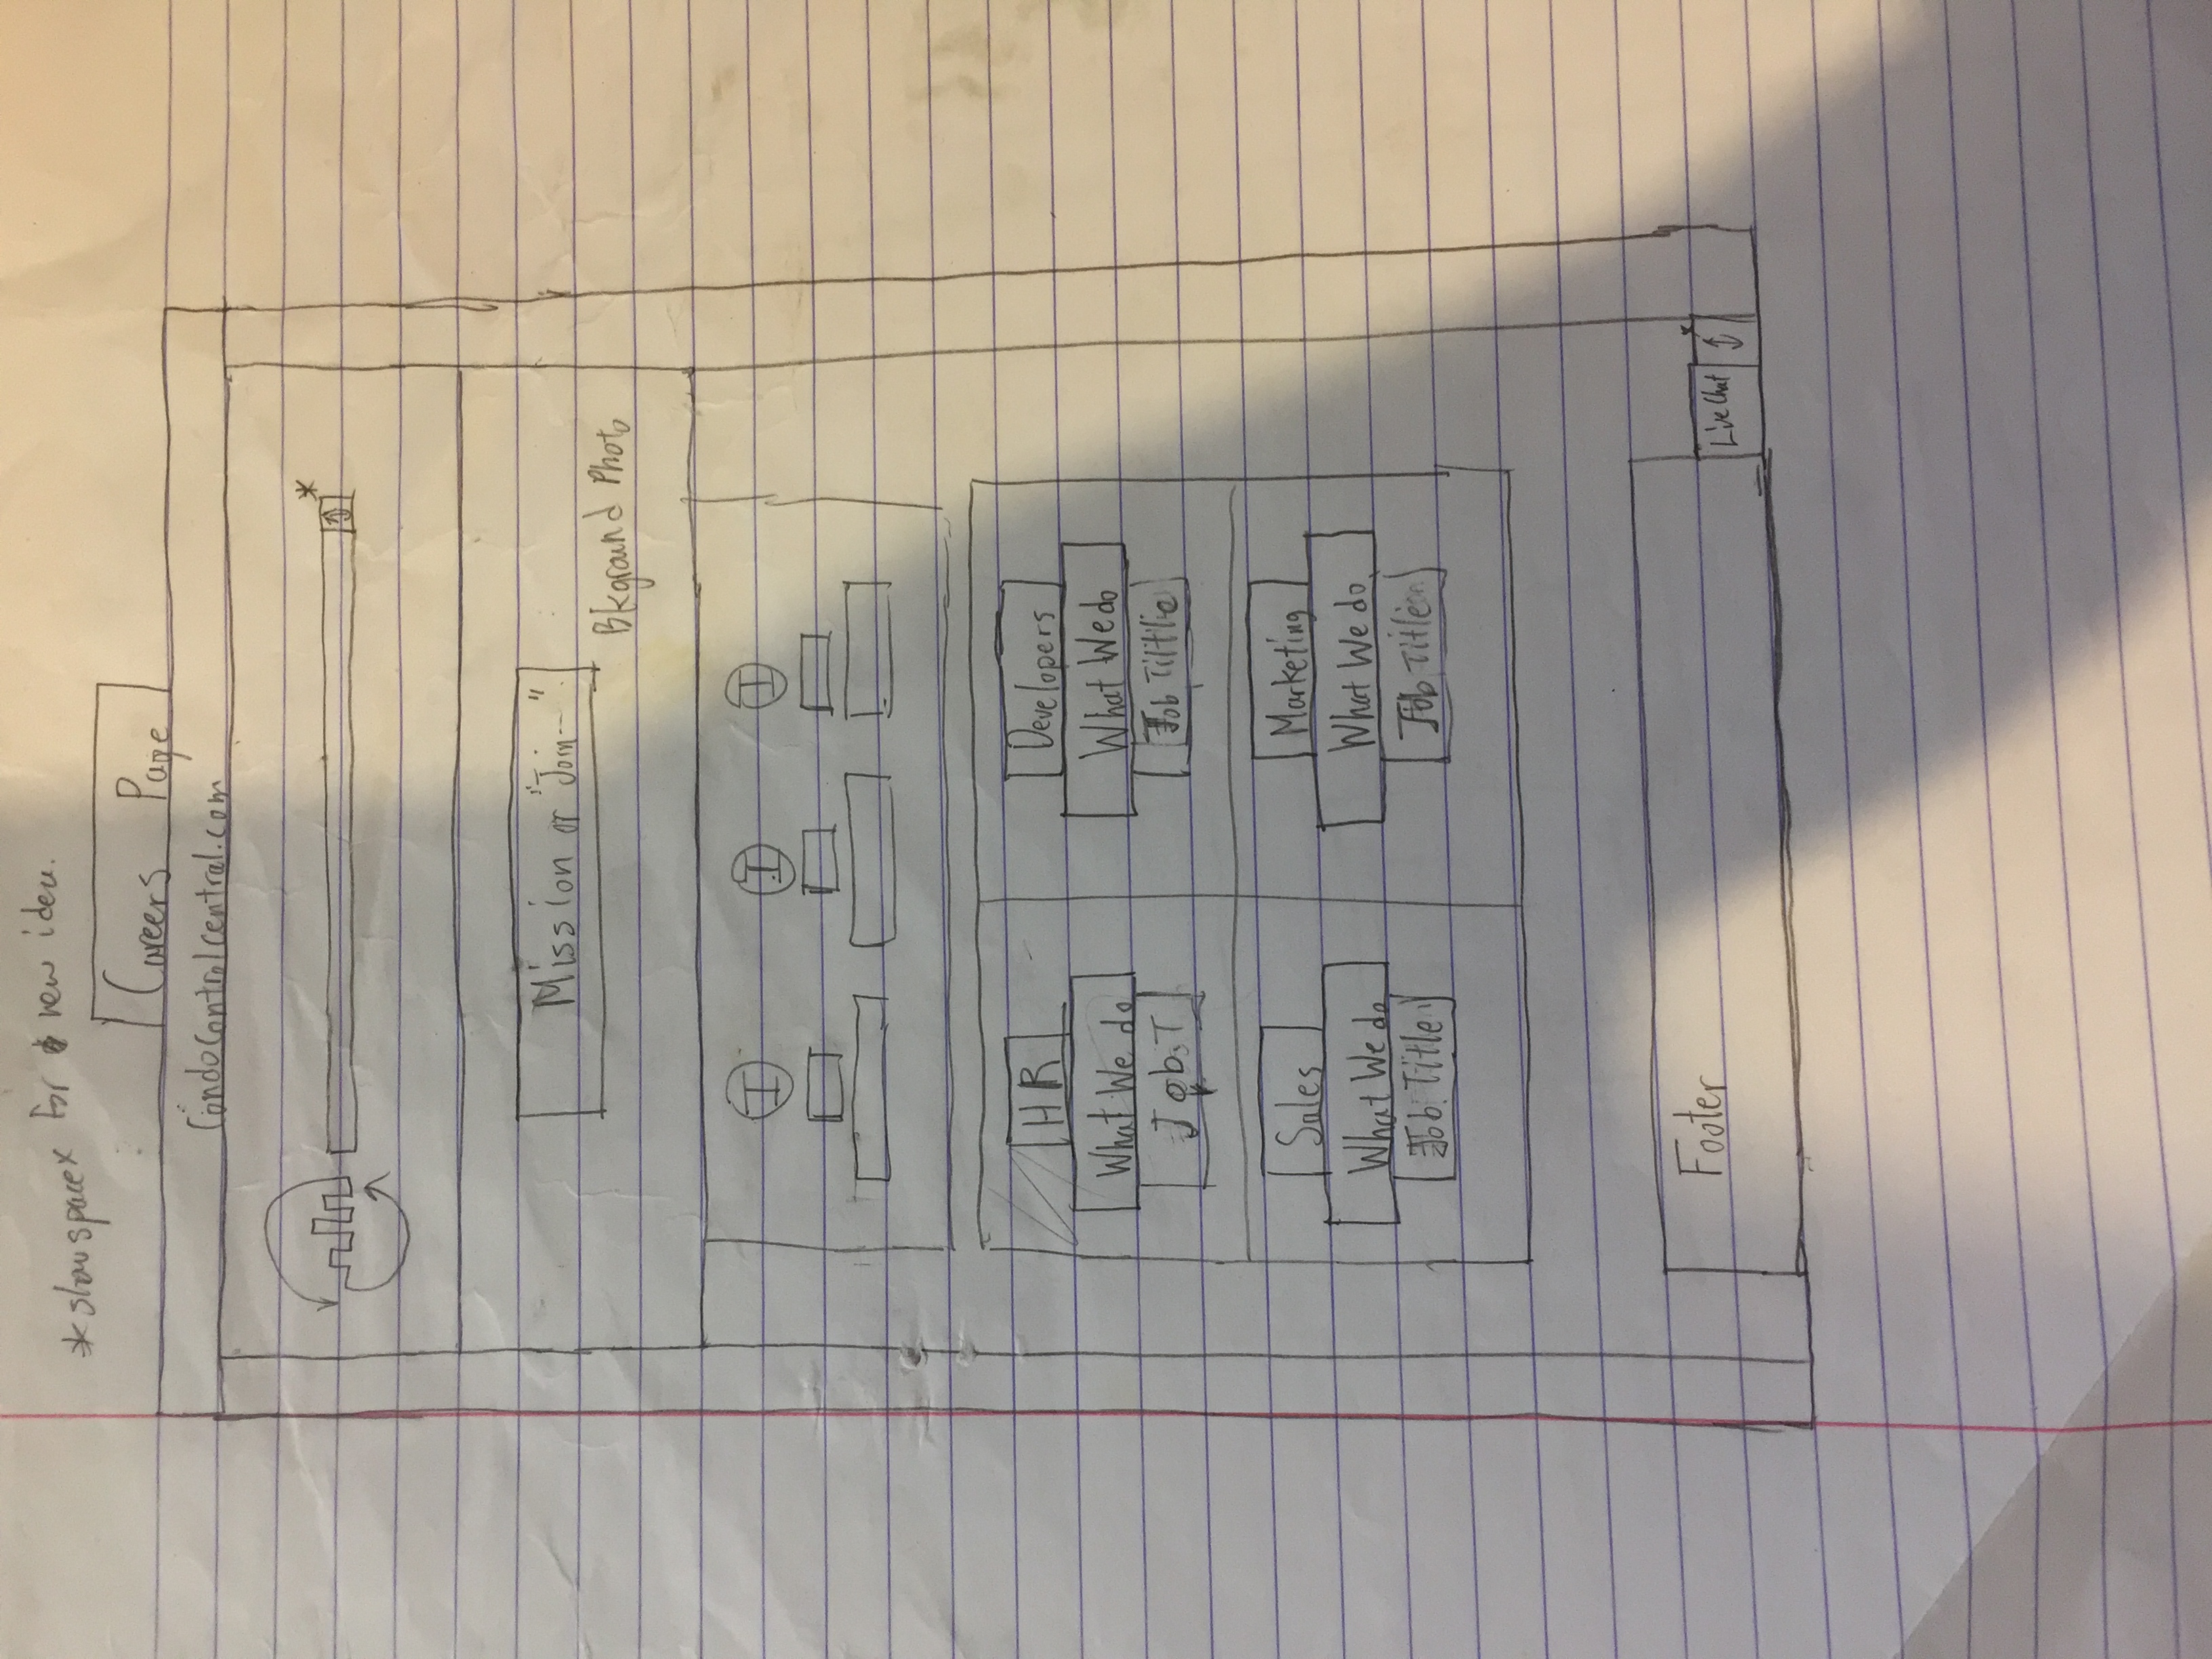 * show spacex for new idea.
Careers Page
Condocontrolcentral.com
*
Mission or "Join--"
Bkground Photo
I I I
HR Developers
What We do What We do
Job.T Job Tiltle
Sales Marketing
What We do What We do
Job Title Job Title
Footer
Live Chat